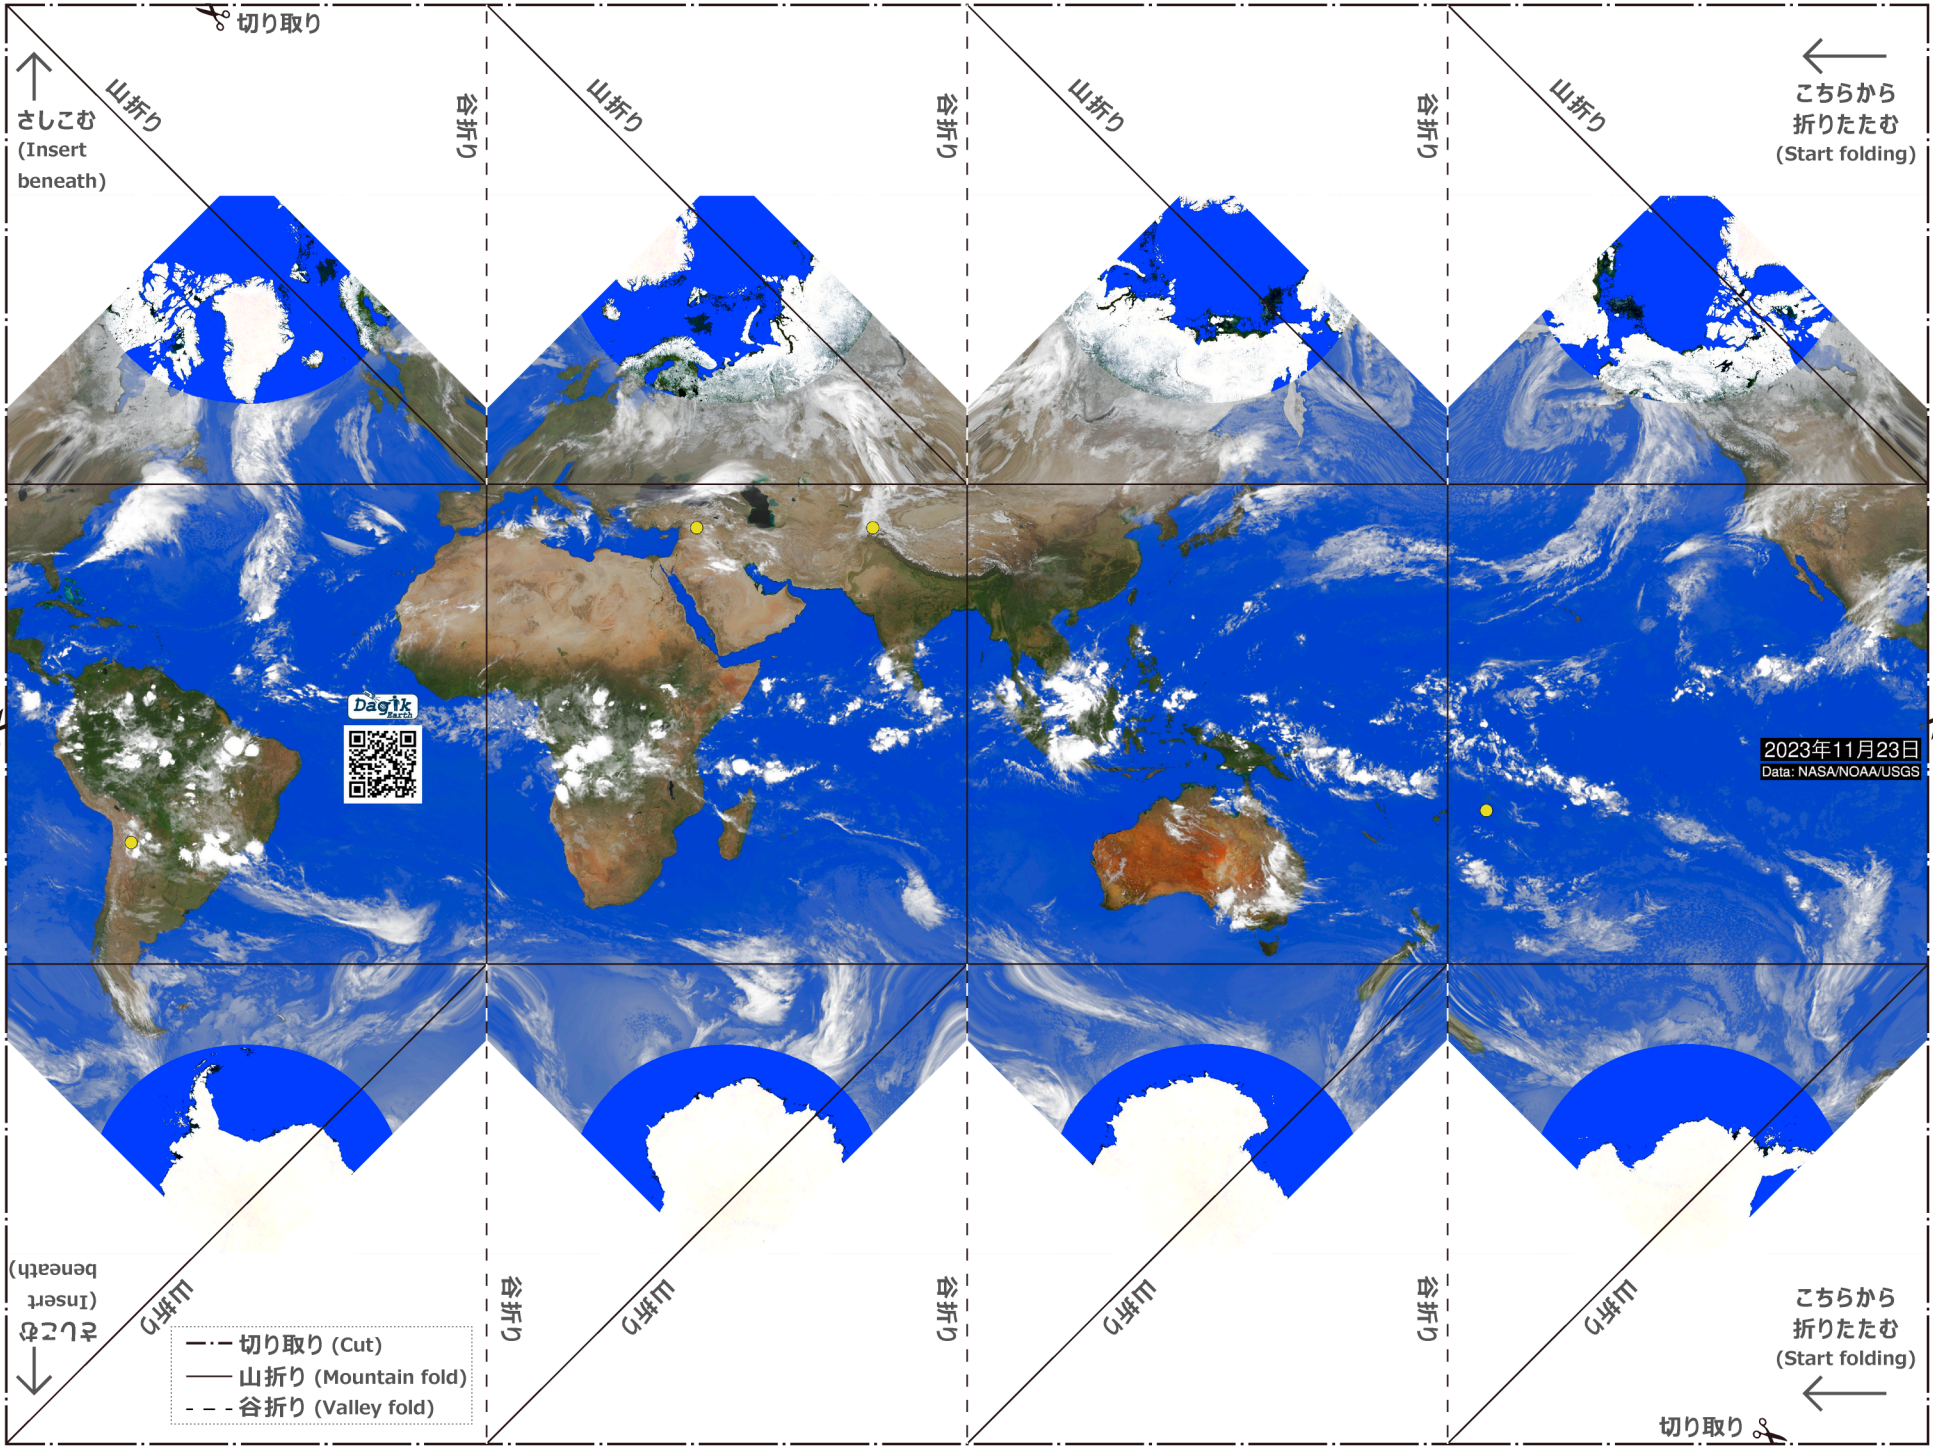 切り取り
山折り
谷折り
山折り
谷折り
山折り
谷折り
山折り
さしこむ
(Insert
beneath)
こちらから
折りたたむ
(Start folding)
Dagik
Earth
2023年11月23日
Data: NASA/NOAA/USGS
さしこむ
(Insert
beneath)
山折り
谷折り
山折り
谷折り
山折り
谷折り
山折り
切り取り (Cut)
山折り (Mountain fold)
谷折り (Valley fold)
こちらから
折りたたむ
(Start folding)
切り取り